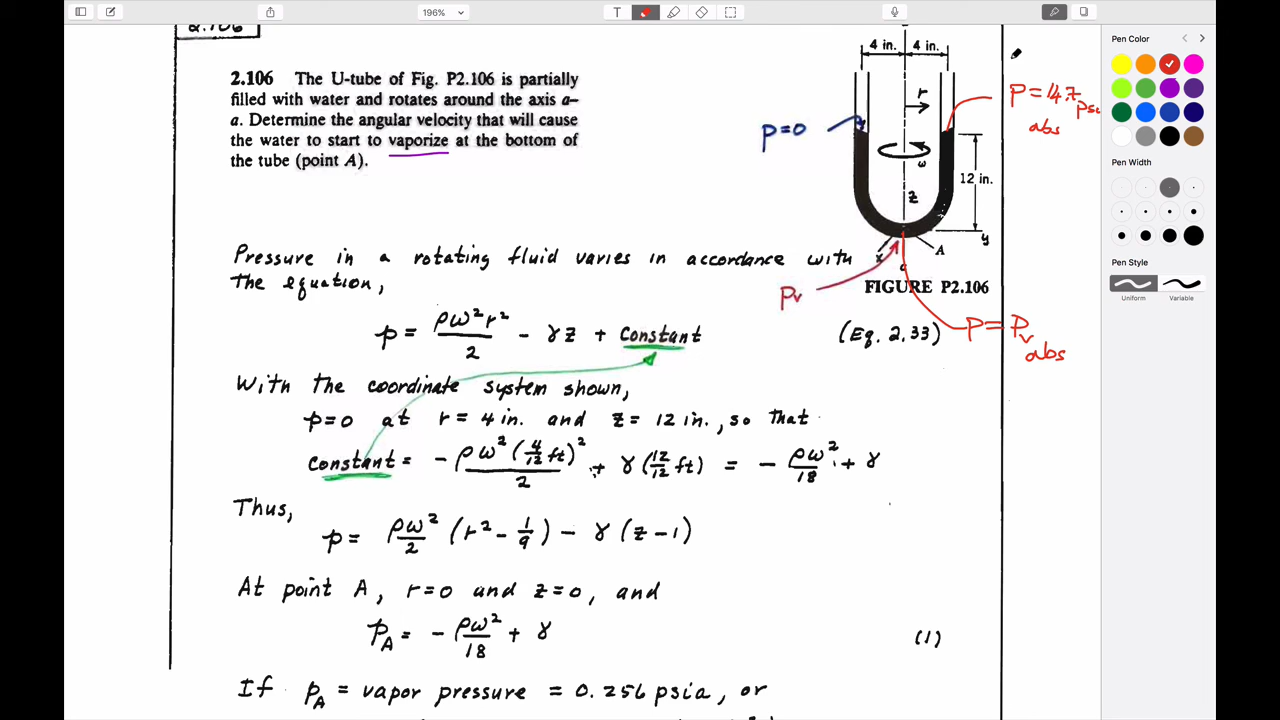 196%
T
2.106
2.106 The U-tube of Fig. P2.106 is partially
filled with water and rotates around the axis a–
a. Determine the angular velocity that will cause
the water to start to vaporize at the bottom of
the tube (point A).
4 in. 4 in.
r
ω
z
12 in.
y
x
A
a
FIGURE P2.106
p=0
P = 14.7 psi
abs
Pv
P = Pv
abs
Pressure in a rotating fluid varies in accordance with
the equation,
p = ρω²r²/2 - γz + Constant (Eq. 2.33)
With the coordinate system shown,
p=0 at r = 4 in. and z = 12 in., so that
Constant = - ρω²(4/12 ft)²/2 + γ(12/12 ft) = - ρω²/18 + γ
Thus,
p = ρω²/2 (r² - 1/9) - γ(z-1)
At point A, r=0 and z=0, and
pA = - ρω²/18 + γ (1)
If pA = vapor pressure = 0.256 psia, or
Pen Color
Pen Width
Pen Style
Uniform Variable